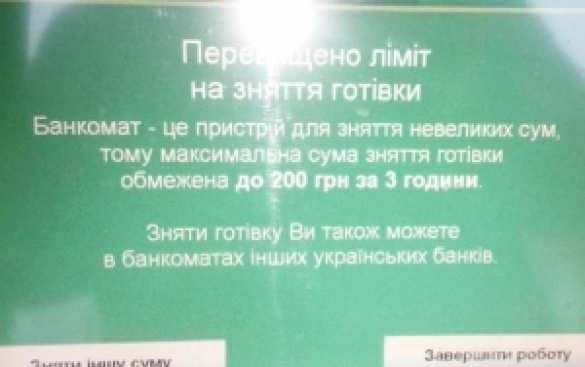 Перевищено ліміт
на зняття готівки
Банкомат - це пристрій для зняття невеликих сум,
тому максимальна сума зняття готівки
обмежена до 200 грн за 3 години.
Зняти готівку Ви також можете
в банкоматах інших українських банків.
Зняти іншу суму
Завершити роботу